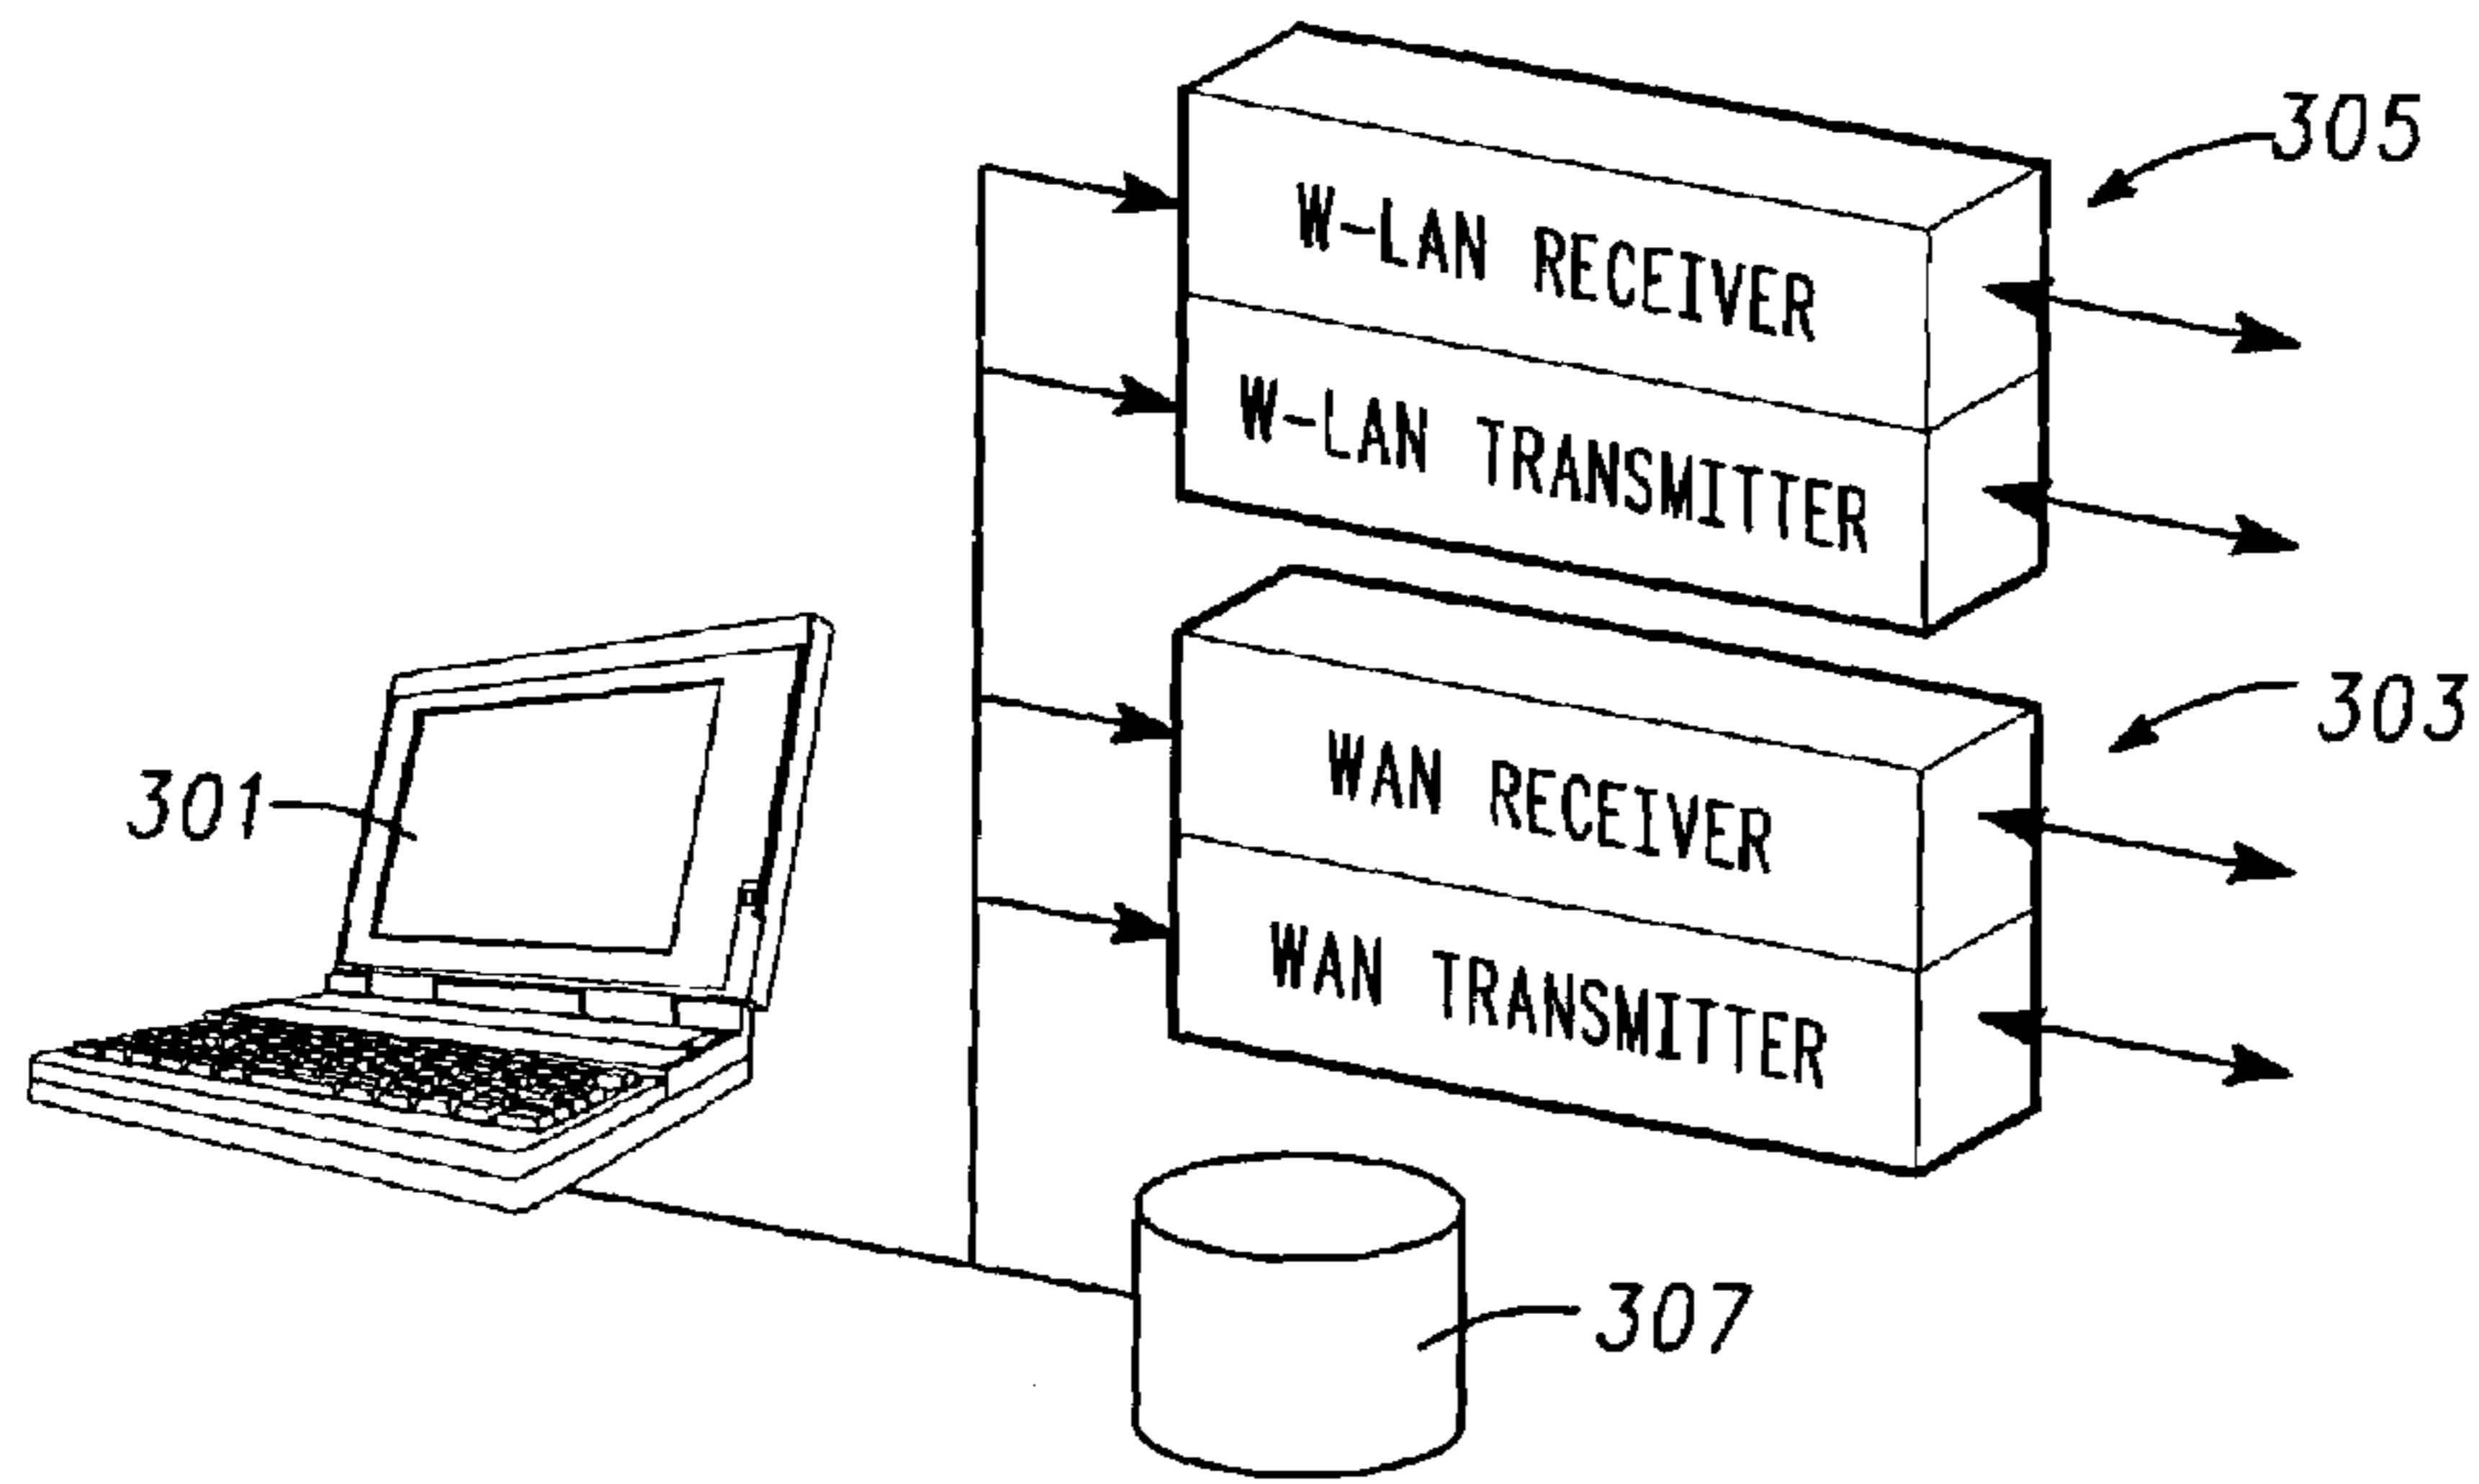 305
W-LAN RECEIVER
W-LAN TRANSMITTER
303
WAN RECEIVER
301
WAN TRANSMITTER
307